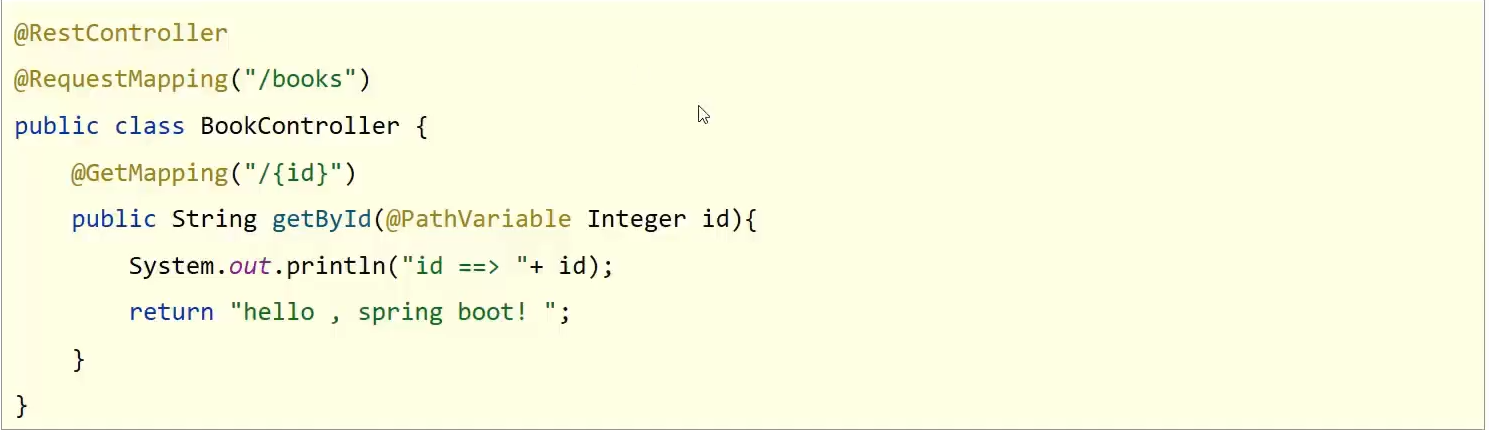 @RestController
@RequestMapping("/books")
public class BookController {
@GetMapping("/{id}")
public String getById(@PathVariable Integer id){
System.out.println("id ==> "+ id);
return "hello , spring boot! ";
}
}